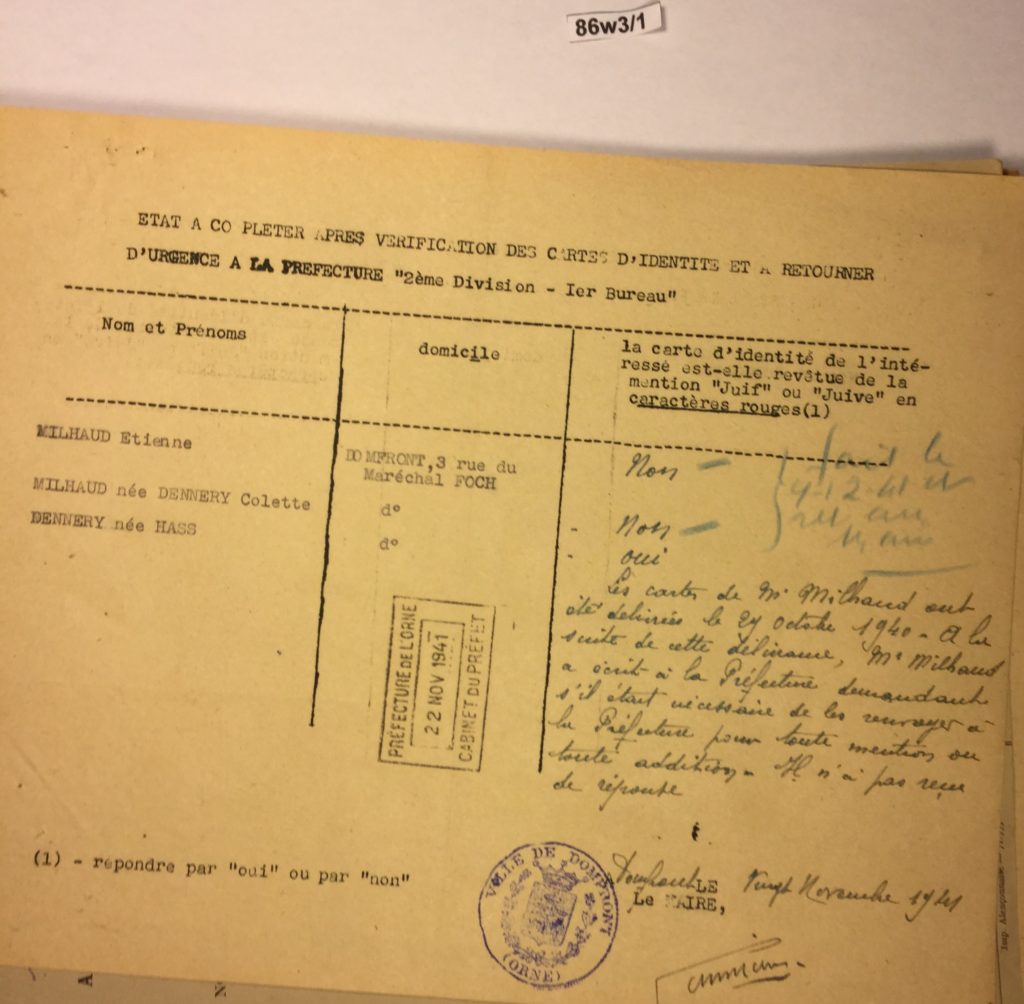 86w3/1
ETAT A CO PLETER APRES VERIFICATION DES CARTES D'IDENTITE ET A RETOURNER
D'URGENCE A LA PREFECTURE "2ème Division - Ier Bureau"
Nom et Prénoms
domicile
la carte d'identité de l'inté-
ressé est-elle revêtue de la
mention "Juif" ou "Juive" en
caractères rouges(1)
MILHAUD Etienne
DOMFRONT,3 rue du
Maréchal FOCH
Non -
fait le
4-12-41
MILHAUD née DENNERY Colette
d°
- Non -
DENNERY née HASS
d°
- oui
Les cartes de Mr Milhaud ont
été délivrées le 24 octobre 1940 - A la
suite de cette délivrance, Mr Milhaud
a écrit à la Préfecture demandant
s'il était nécessaire de les renvoyer à
la Préfecture pour toute mention ou
toute addition - Il n'a pas reçu
de réponse
PRÉFECTURE DE L'ORNE
22 NOV 1941
CABINET DU PRÉFET
(1) - répondre par "oui" ou par "non"
VILLE DE DOMFRONT
(ORNE)
Domfront LE Vingt Novembre 1941
Le MAIRE,